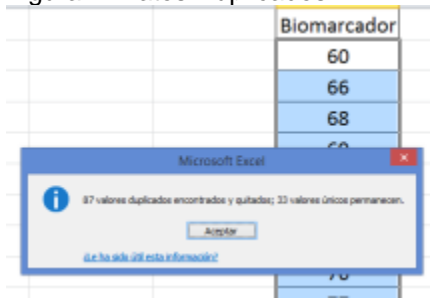 Biomarcador
60
66
68
Microsoft Excel
87 valores duplicados encontrados y quitados; 33 valores únicos permanecen.
Aceptar
¿Le ha sido útil esta información?